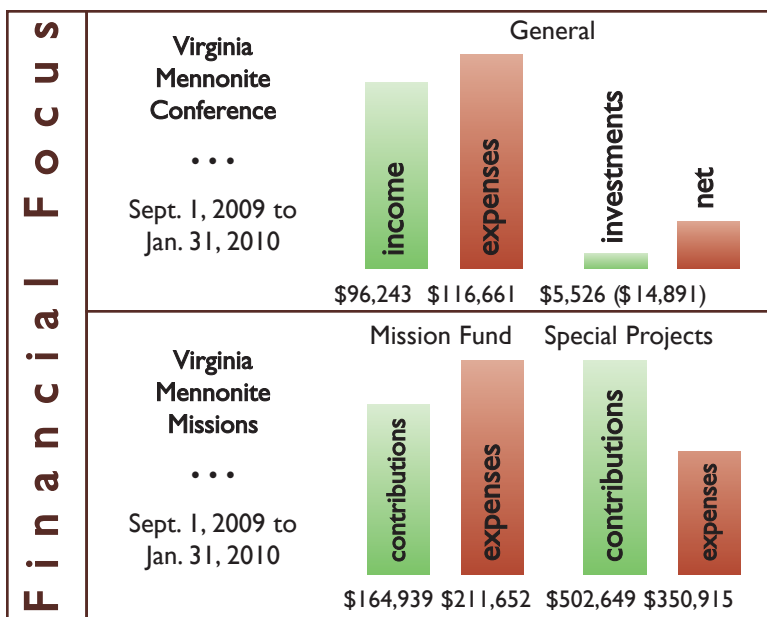 Financial Focus
Virginia
Mennonite
Conference
...
Sept. 1, 2009 to
Jan. 31, 2010
General
income
expenses
investments
net
$96,243 $116,661 $5,526 ($14,891)
Virginia
Mennonite
Missions
...
Sept. 1, 2009 to
Jan. 31, 2010
Mission Fund Special Projects
contributions
expenses
contributions
expenses
$164,939 $211,652 $502,649 $350,915